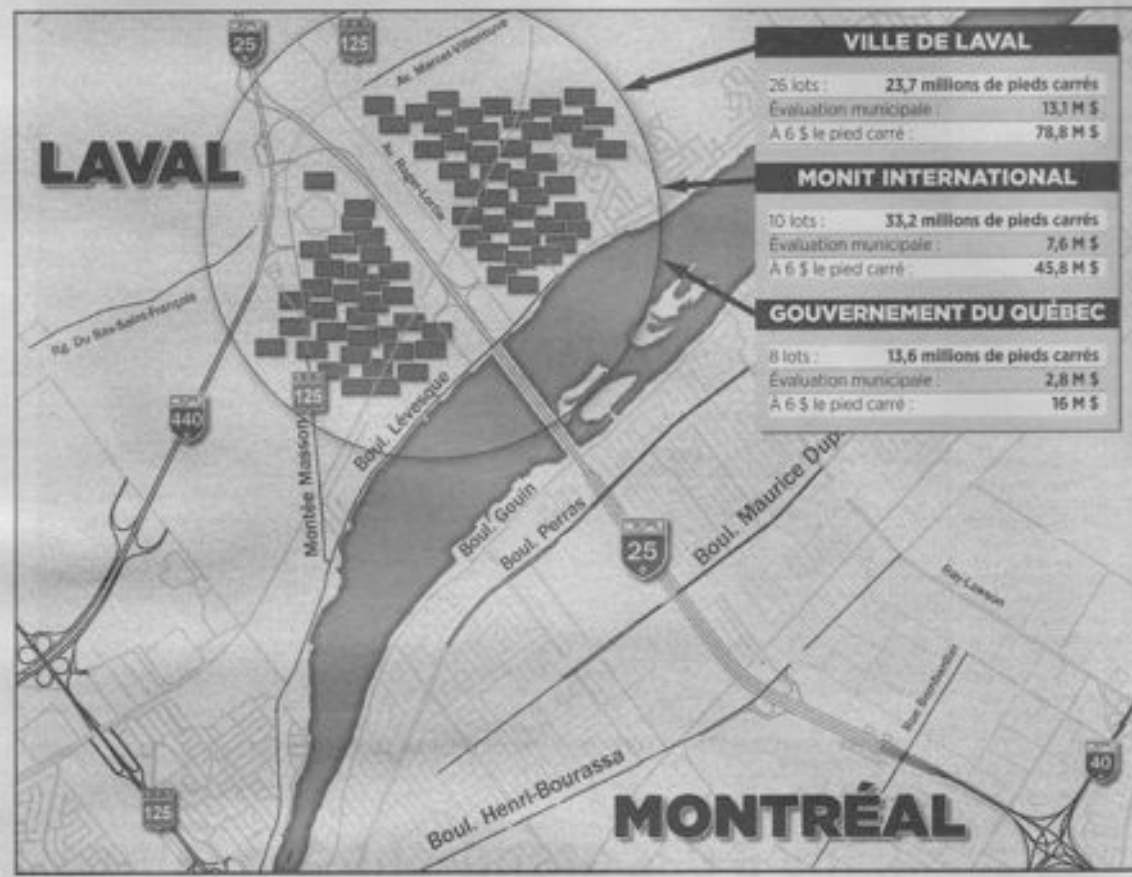 25
125
Av. Marcel-Villeneuve
VILLE DE LAVAL
26 lots : 23,7 millions de pieds carrés
Évaluation municipale : 13,1 M $
À 6 $ le pied carré : 78,8 M $
LAVAL
Av. Roger-Lortie
MONIT INTERNATIONAL
10 lots : 33,2 millions de pieds carrés
Évaluation municipale : 7,6 M $
À 6 $ le pied carré : 45,8 M $
Rg. Du Bas-Saint-François
GOUVERNEMENT DU QUÉBEC
8 lots : 13,6 millions de pieds carrés
Évaluation municipale : 2,8 M $
À 6 $ le pied carré : 16 M $
125
440
Boul. Lévesque
Montée Masson
Boul. Gouin
Boul. Perras
Boul. Maurice Dup
25
Ray-Lawson
40
125
Boul. Henri-Bourassa
MONTRÉAL